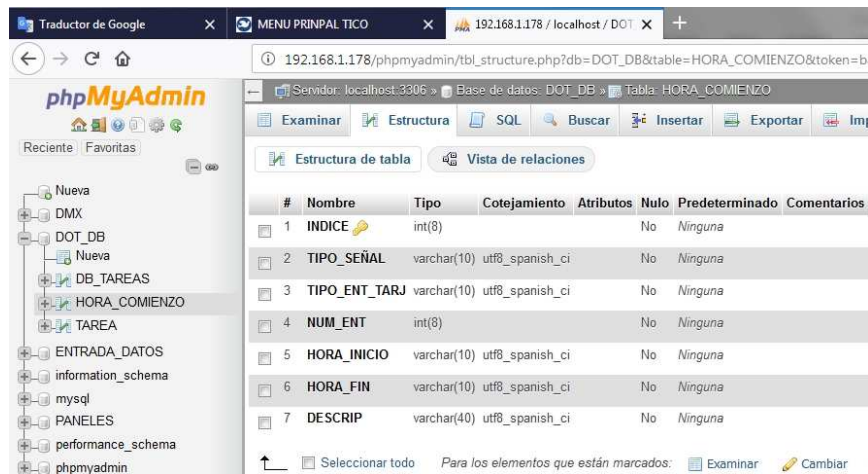 Traductor de Google
MENU PRINPAL TICO
192.168.1.178 / localhost / DOT
192.168.1.178/phpmyadmin/tbl_structure.php?db=DOT_DB&table=HORA_COMIENZO&token=b
phpMyAdmin
Reciente Favoritas
Nueva
DMX
DOT_DB
Nueva
DB_TAREAS
HORA_COMIENZO
TAREA
ENTRADA_DATOS
information_schema
mysql
PANELES
performance_schema
phpmyadmin
Servidor: localhost:3306 » Base de datos: DOT_DB » Tabla: HORA_COMIENZO
Examinar Estructura SQL Buscar Insertar Exportar Imp
Estructura de tabla Vista de relaciones
# Nombre Tipo Cotejamiento Atributos Nulo Predeterminado Comentarios
1 INDICE int(8) No Ninguna
2 TIPO_SEÑAL varchar(10) utf8_spanish_ci No Ninguna
3 TIPO_ENT_TARJ varchar(10) utf8_spanish_ci No Ninguna
4 NUM_ENT int(8) No Ninguna
5 HORA_INICIO varchar(10) utf8_spanish_ci No Ninguna
6 HORA_FIN varchar(10) utf8_spanish_ci No Ninguna
7 DESCRIP varchar(40) utf8_spanish_ci No Ninguna
Seleccionar todo Para los elementos que están marcados: Examinar Cambiar